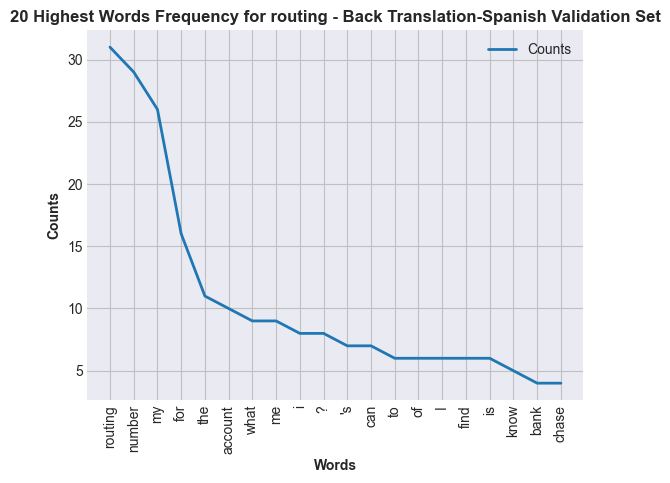 20 Highest Words Frequency for routing - Back Translation-Spanish Validation Set
Counts
30
25
20
15
10
5
Counts
routing
number
my
for
the
account
what
me
i
?
's
can
to
of
I
find
is
know
bank
chase
Words